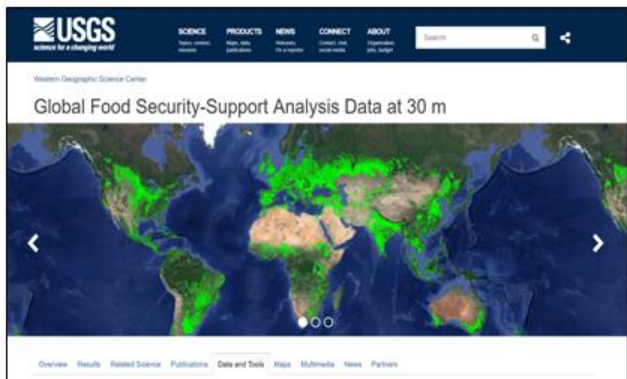 USGS
science for a changing world
SCIENCE
Topics, centers,
missions
PRODUCTS
Maps, data,
publications
NEWS
Releases,
I'm a reporter
CONNECT
Contact, chat,
social media
ABOUT
Organization,
jobs, budget
Search
Western Geographic Science Center
Global Food Security-Support Analysis Data at 30 m
Overview Results Related Science Publications Data and Tools Maps Multimedia News Partners